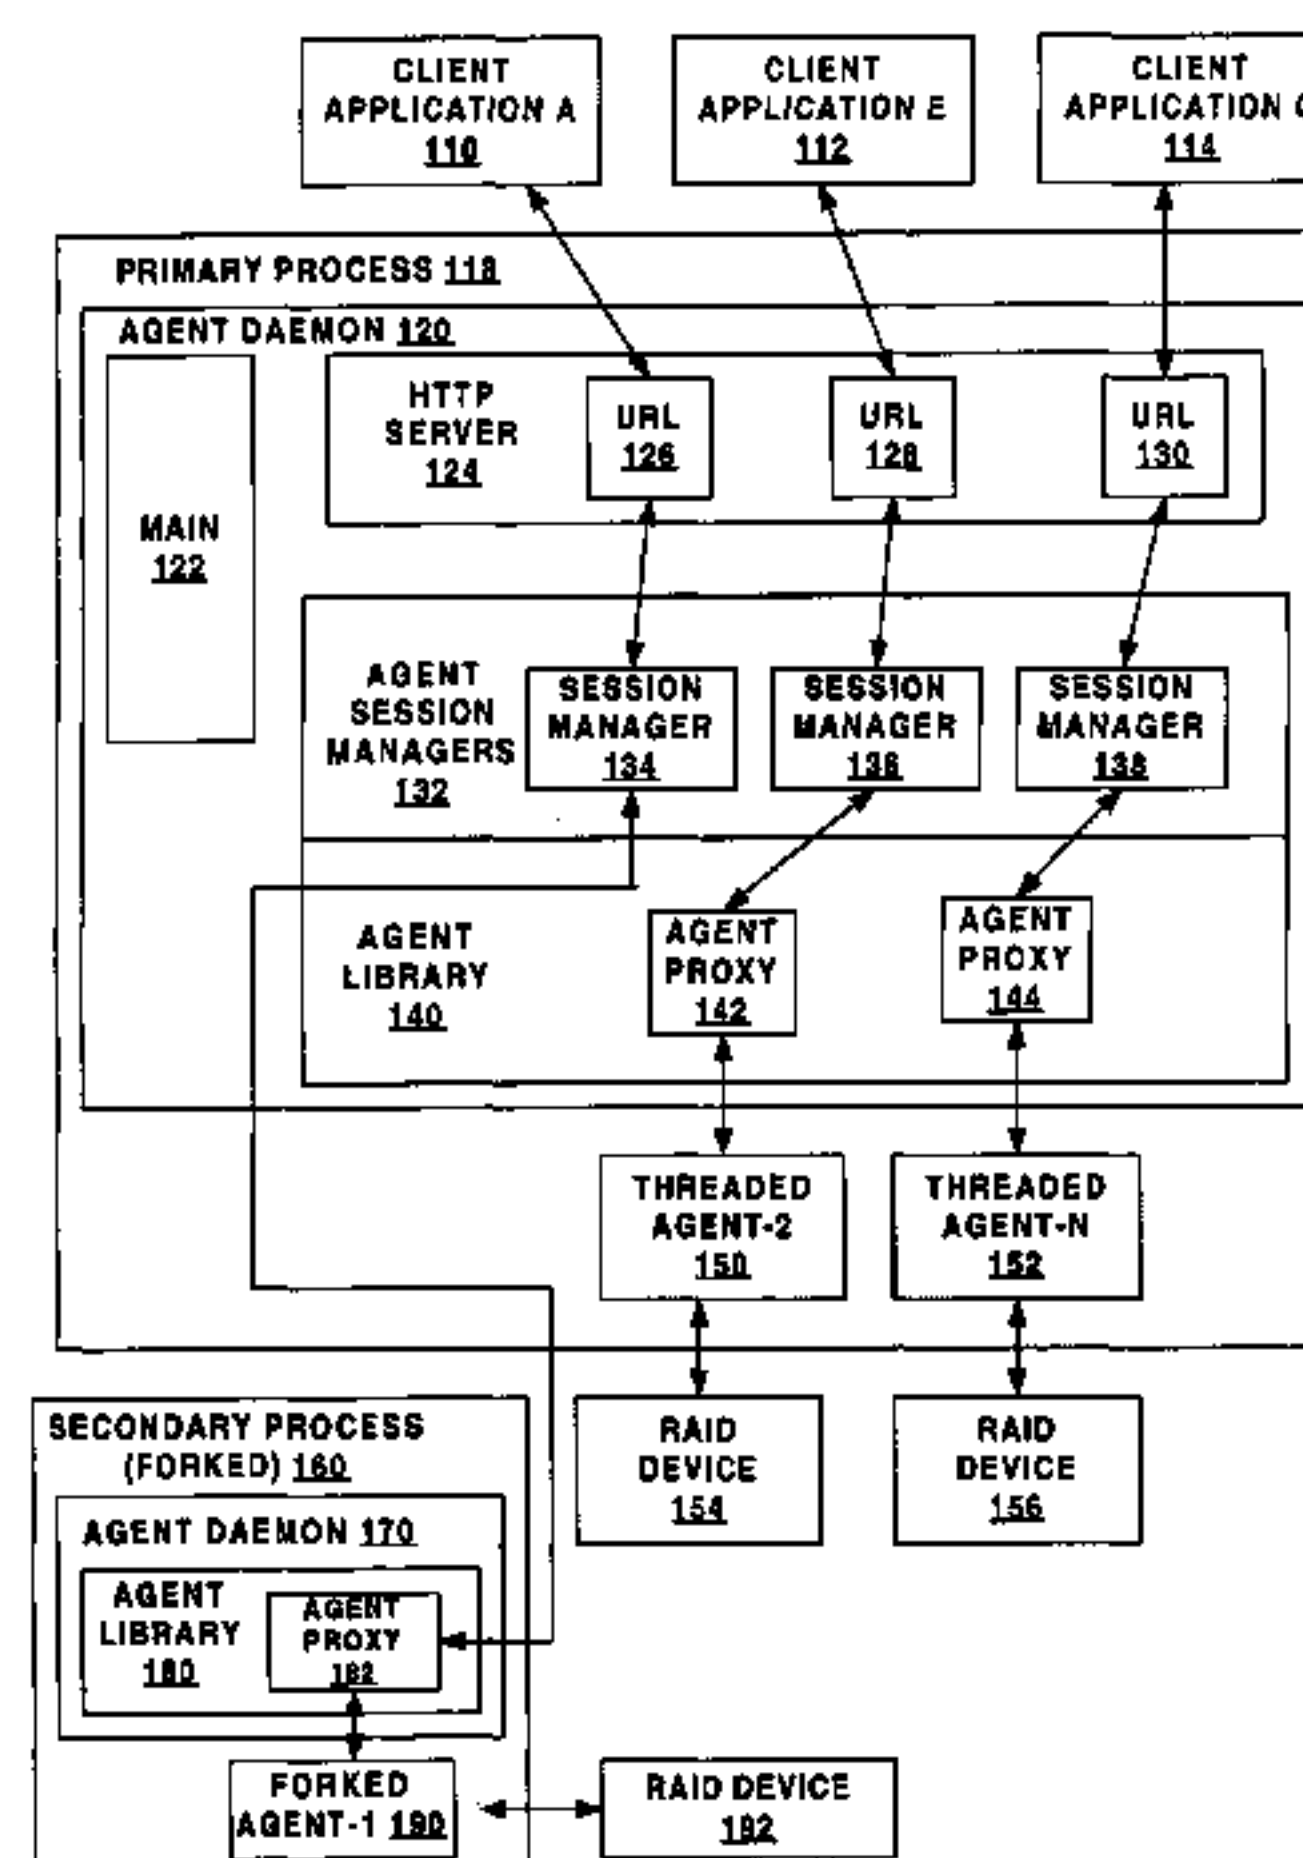 CLIENT
APPLICATION A
110
CLIENT
APPLICATION E
112
CLIENT
APPLICATION
114
PRIMARY PROCESS 118
AGENT DAEMON 120
MAIN
122
HTTP
SERVER
124
URL
126
URL
128
URL
130
AGENT
SESSION
MANAGERS
132
SESSION
MANAGER
134
SESSION
MANAGER
136
SESSION
MANAGER
138
AGENT
LIBRARY
140
AGENT
PROXY
142
AGENT
PROXY
144
THREADED
AGENT-2
150
THREADED
AGENT-N
152
RAID
DEVICE
154
RAID
DEVICE
156
SECONDARY PROCESS
(FORKED) 160
AGENT DAEMON 170
AGENT
LIBRARY
180
AGENT
PROXY
182
FORKED
AGENT-1 190
RAID DEVICE
192